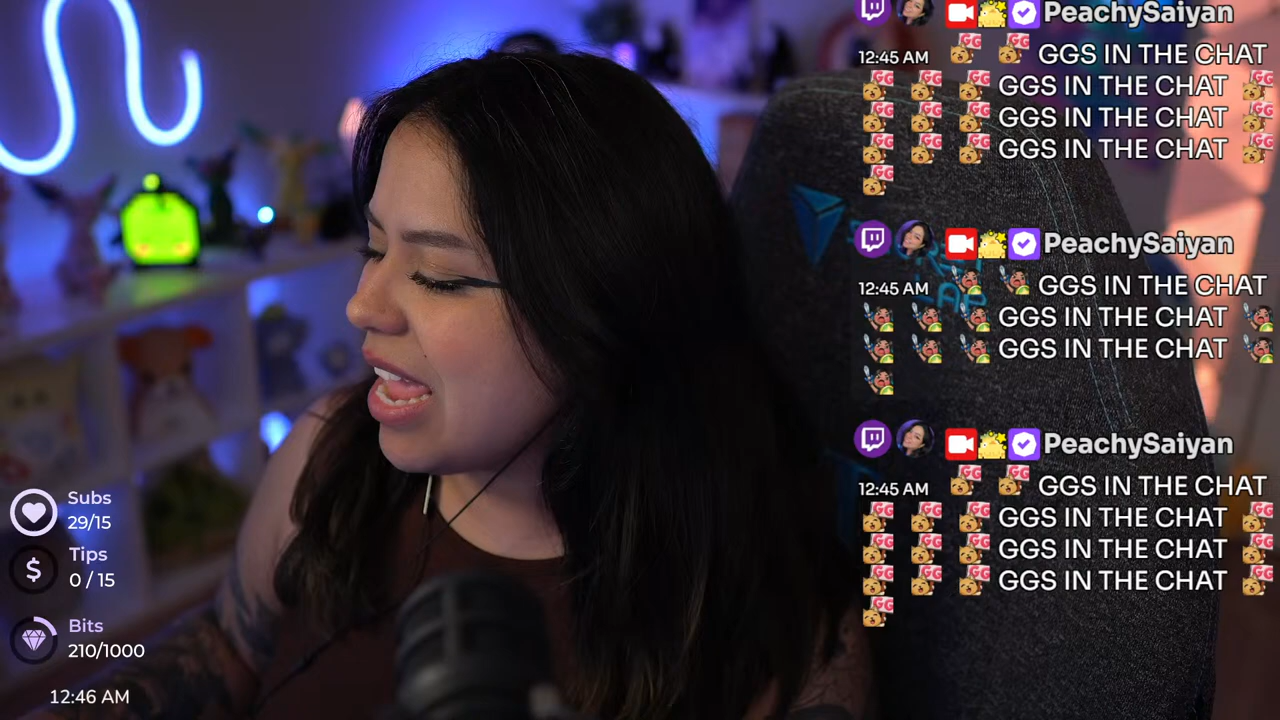 PeachySaiyan
12:45 AM GGS IN THE CHAT
GGS IN THE CHAT
GGS IN THE CHAT
GGS IN THE CHAT
PeachySaiyan
12:45 AM GGS IN THE CHAT
GGS IN THE CHAT
GGS IN THE CHAT
PeachySaiyan
12:45 AM GGS IN THE CHAT
GGS IN THE CHAT
GGS IN THE CHAT
GGS IN THE CHAT
Subs
29/15
Tips
0 / 15
Bits
210/1000
12:46 AM